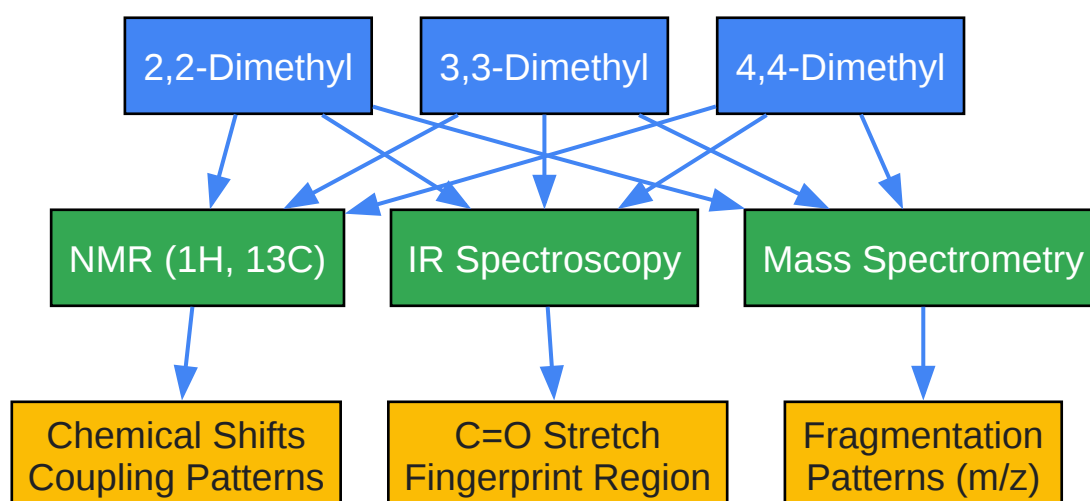 2,2-Dimethyl
3,3-Dimethyl
4,4-Dimethyl
NMR (1H, 13C)
IR Spectroscopy
Mass Spectrometry
Chemical Shifts
Coupling Patterns
C=O Stretch
Fingerprint Region
Fragmentation
Patterns (m/z)